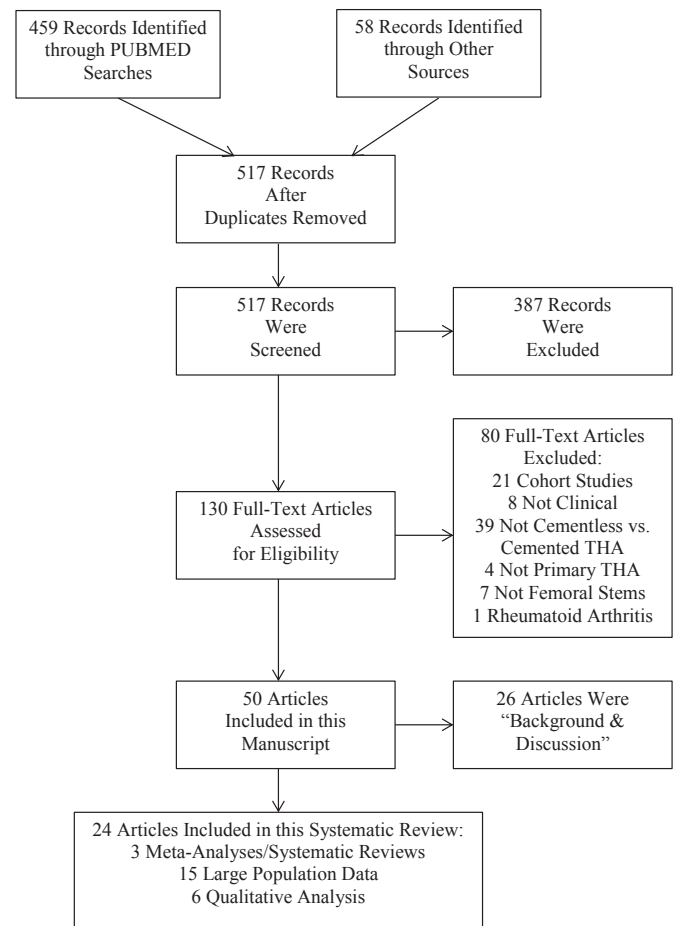 459 Records Identified
through PUBMED
Searches
58 Records Identified
through Other
Sources
517 Records
After
Duplicates Removed
517 Records
Were
Screened
387 Records
Were
Excluded
130 Full-Text Articles
Assessed
for Eligibility
80 Full-Text Articles
Excluded:
21 Cohort Studies
8 Not Clinical
39 Not Cementless vs.
Cemented THA
4 Not Primary THA
7 Not Femoral Stems
1 Rheumatoid Arthritis
50 Articles
Included in this
Manuscript
26 Articles Were
“Background &
Discussion”
24 Articles Included in this Systematic Review:
3 Meta-Analyses/Systematic Reviews
15 Large Population Data
6 Qualitative Analysis